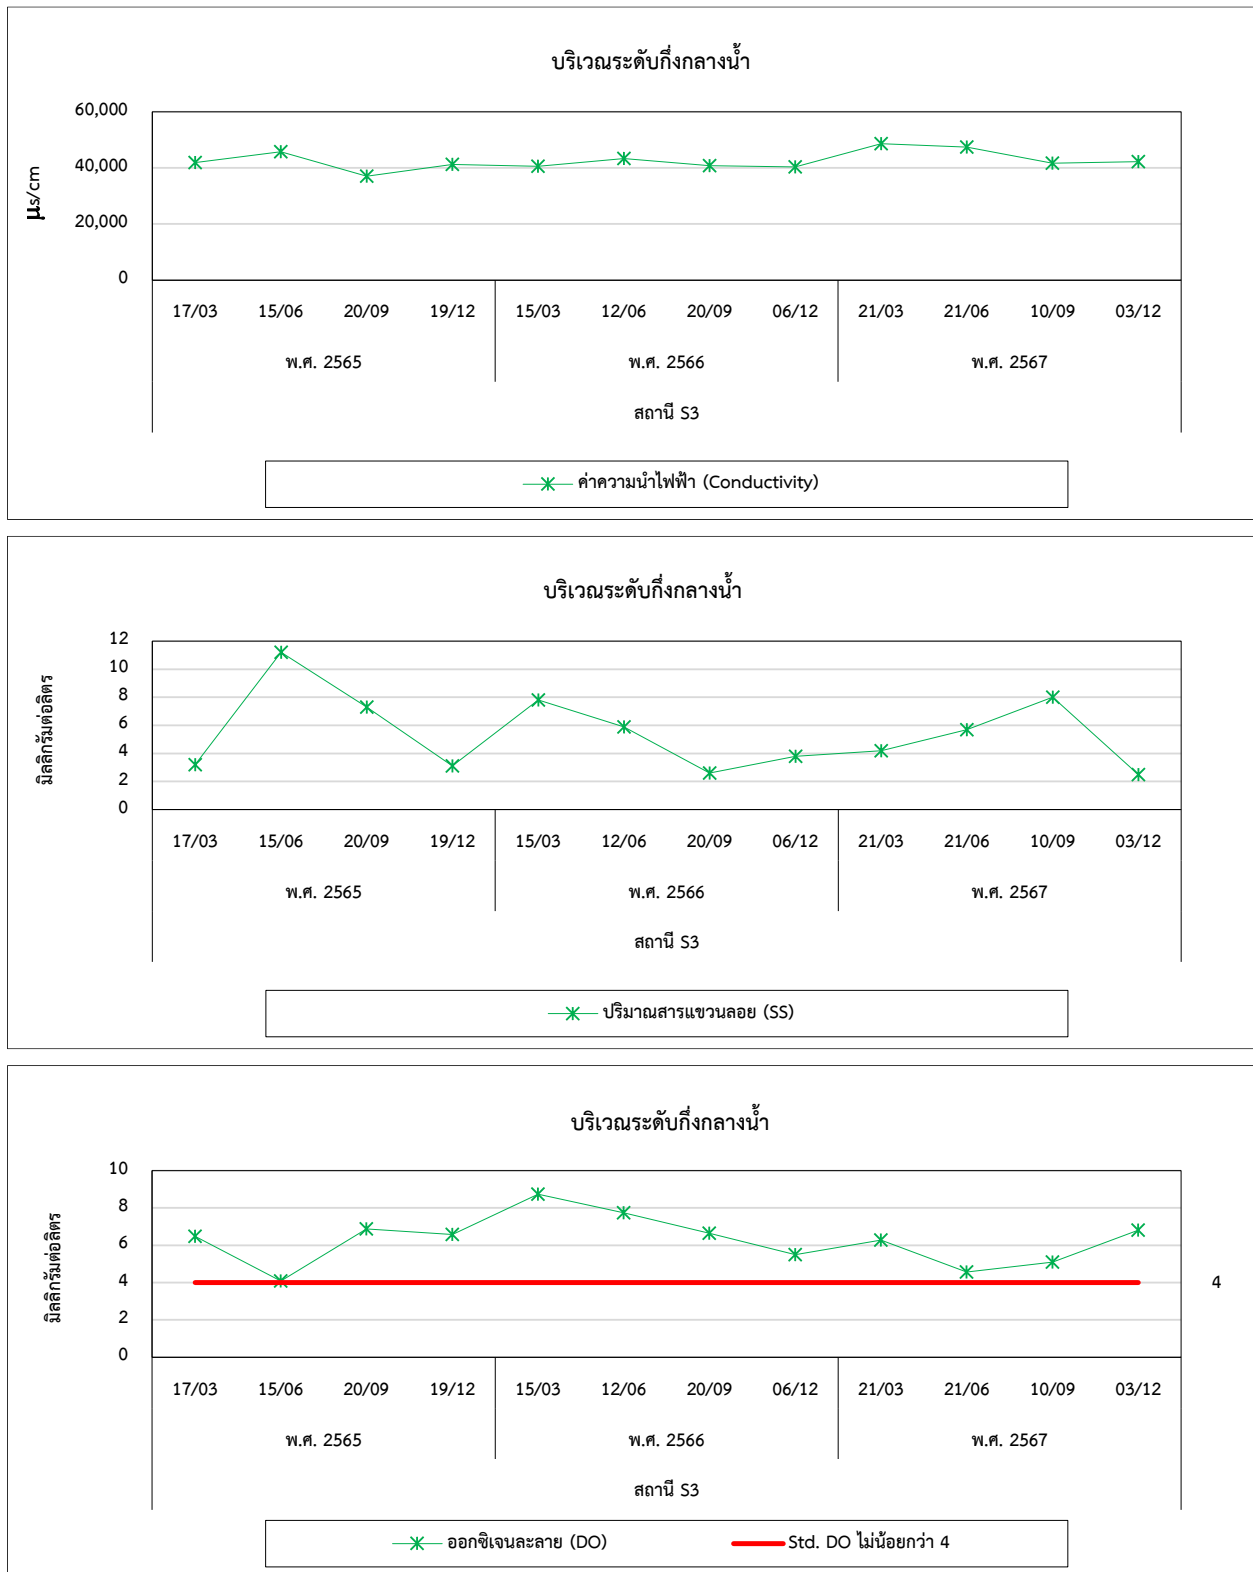 บริเวณระดับกึ่งกลางน้ำ
60,000
40,000
20,000
0
µs/cm
17/03 15/06 20/09 19/12 15/03 12/06 20/09 06/12 21/03 21/06 10/09 03/12
พ.ศ. 2565 พ.ศ. 2566 พ.ศ. 2567
สถานี S3
ค่าความนำไฟฟ้า (Conductivity)
บริเวณระดับกึ่งกลางน้ำ
12
10
8
6
4
2
0
มิลลิกรัมต่อลิตร
17/03 15/06 20/09 19/12 15/03 12/06 20/09 06/12 21/03 21/06 10/09 03/12
พ.ศ. 2565 พ.ศ. 2566 พ.ศ. 2567
สถานี S3
ปริมาณสารแขวนลอย (SS)
บริเวณระดับกึ่งกลางน้ำ
10
8
6
4
2
0
มิลลิกรัมต่อลิตร
4
17/03 15/06 20/09 19/12 15/03 12/06 20/09 06/12 21/03 21/06 10/09 03/12
พ.ศ. 2565 พ.ศ. 2566 พ.ศ. 2567
สถานี S3
ออกซิเจนละลาย (DO) Std. DO ไม่น้อยกว่า 4